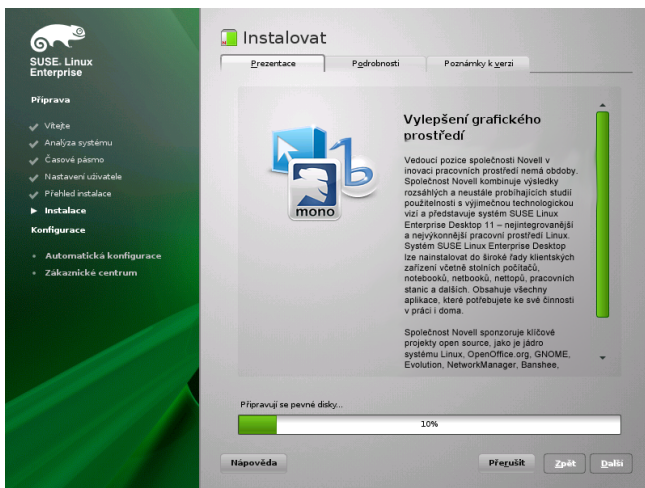 SUSE. Linux
Enterprise
Příprava
Vítejte
Analýza systému
Časové pásmo
Nastavení uživatele
Přehled instalace
Instalace
Konfigurace
Automatická konfigurace
Zákaznické centrum
Instalovat
Prezentace
Podrobnosti
Poznámky k verzi
mono
Vylepšení grafického
prostředí
Vedoucí pozice společnosti Novell v
inovaci pracovních prostředí nemá obdoby.
Společnost Novell kombinuje výsledky
rozsáhlých a neustále probíhajících studií
použitelnosti s výjimečnou technologickou
vizí a představuje systém SUSE Linux
Enterprise Desktop 11 – nejintegrovanější
a nejvýkonnější pracovní prostředí Linux.
Systém SUSE Linux Enterprise Desktop
lze nainstalovat do široké řady klientských
zařízení včetně stolních počítačů,
notebooků, netbooků, nettopů, pracovních
stanic a dalších. Obsahuje všechny
aplikace, které potřebujete ke své činnosti
v práci i doma.
Společnost Novell sponzoruje klíčové
projekty open source, jako je jádro
systému Linux, OpenOffice.org, GNOME,
Evolution, NetworkManager, Banshee,
Připravují se pevné disky...
10%
Nápověda
Přerušit
Zpět
Další